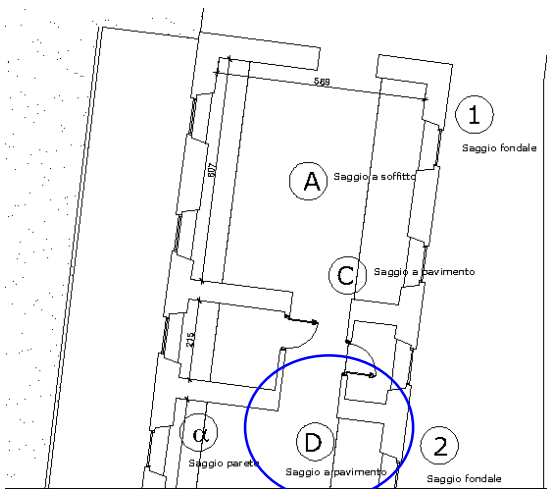 569
1
Saggio fondale
607
A
Saggio a soffitto
C
Saggio a pavimento
215
α
Saggio parete
D
Saggio a pavimento
2
Saggio fondale